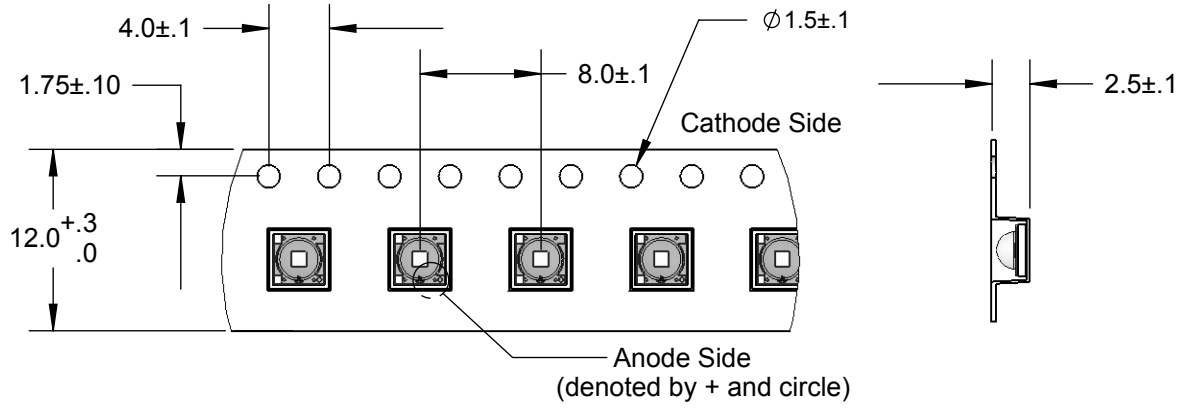 4.0±.1
∅1.5±.1
8.0±.1
2.5±.1
1.75±.10
Cathode Side
12.0+.3
.0
Anode Side
(denoted by + and circle)